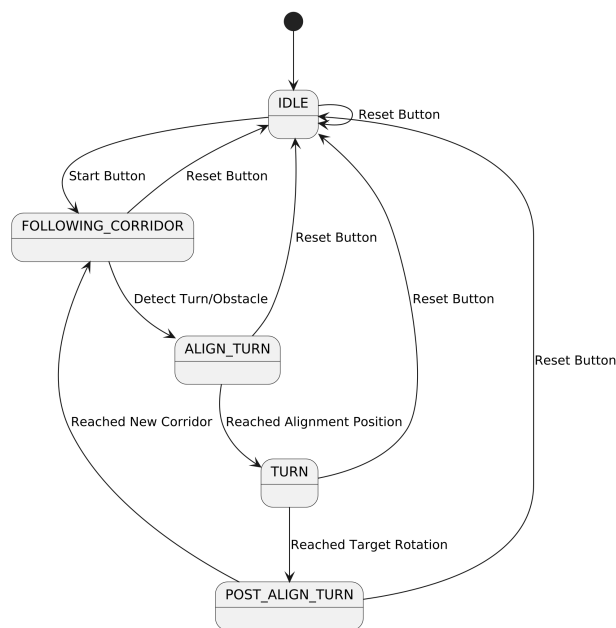 IDLE
Reset Button
Start Button
Reset Button
FOLLOWING_CORRIDOR
Reset Button
Detect Turn/Obstacle
Reset Button
ALIGN_TURN
Reset Button
Reached New Corridor
Reached Alignment Position
TURN
Reached Target Rotation
POST_ALIGN_TURN